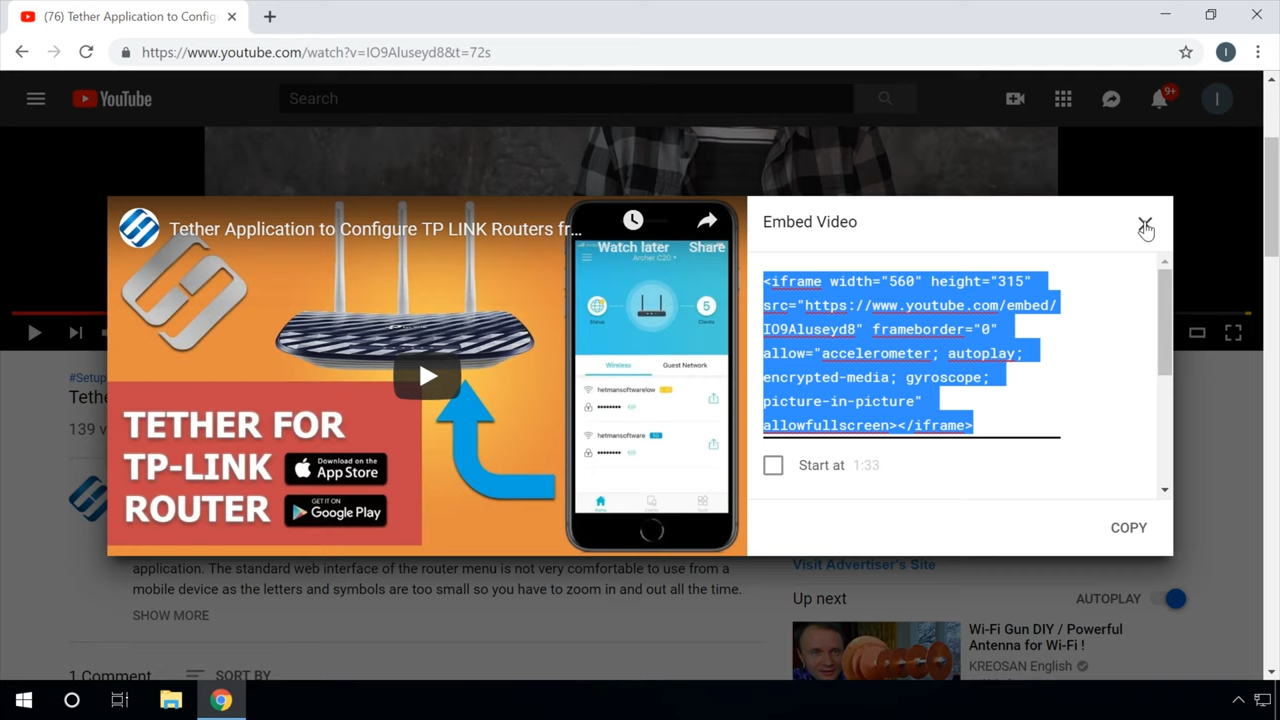 (76) Tether Application to Config
https://www.youtube.com/watch?v=IO9Aluseyd8&t=72s
I
YouTube
Search
9+
I
Tether Application to Configure TP LINK Routers fr...
Watch later
Share
Archer C20
Status
5
Clients
Wireless
Guest Network
hetmansoftwarelow
hetmansoftware
Home
TETHER FOR
TP-LINK
ROUTER
Download on the
App Store
GET IT ON
Google Play
Embed Video
<iframe width="560" height="315"
src="https://www.youtube.com/embed/
IO9Aluseyd8" frameborder="0"
allow="accelerometer; autoplay;
encrypted-media; gyroscope;
picture-in-picture"
allowfullscreen></iframe>
Start at 1:33
COPY
#Setup
Tethe
139 v
application. The standard web interface of the router menu is not very comfortable to use from a
mobile device as the letters and symbols are too small so you have to zoom in and out all the time.
SHOW MORE
1 Comment
SORT BY
Visit Advertiser's Site
Up next
AUTOPLAY
Wi-Fi Gun DIY / Powerful
Antenna for Wi-Fi !
KREOSAN English